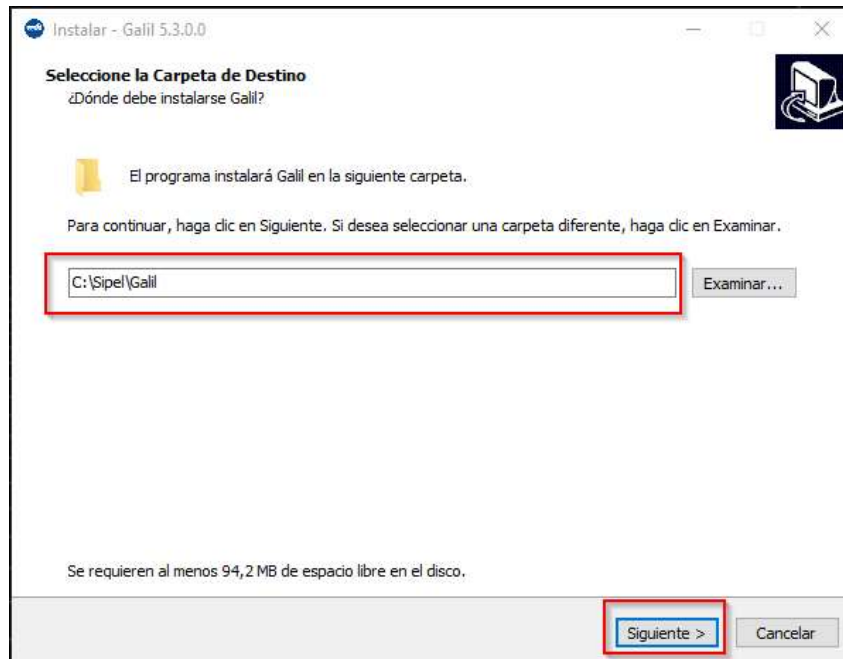 Instalar - Galil 5.3.0.0
Seleccione la Carpeta de Destino
¿Dónde debe instalarse Galil?
El programa instalará Galil en la siguiente carpeta.
Para continuar, haga clic en Siguiente. Si desea seleccionar una carpeta diferente, haga clic en Examinar.
C:\Sipel\Galil
Examinar...
Se requieren al menos 94,2 MB de espacio libre en el disco.
Siguiente >
Cancelar